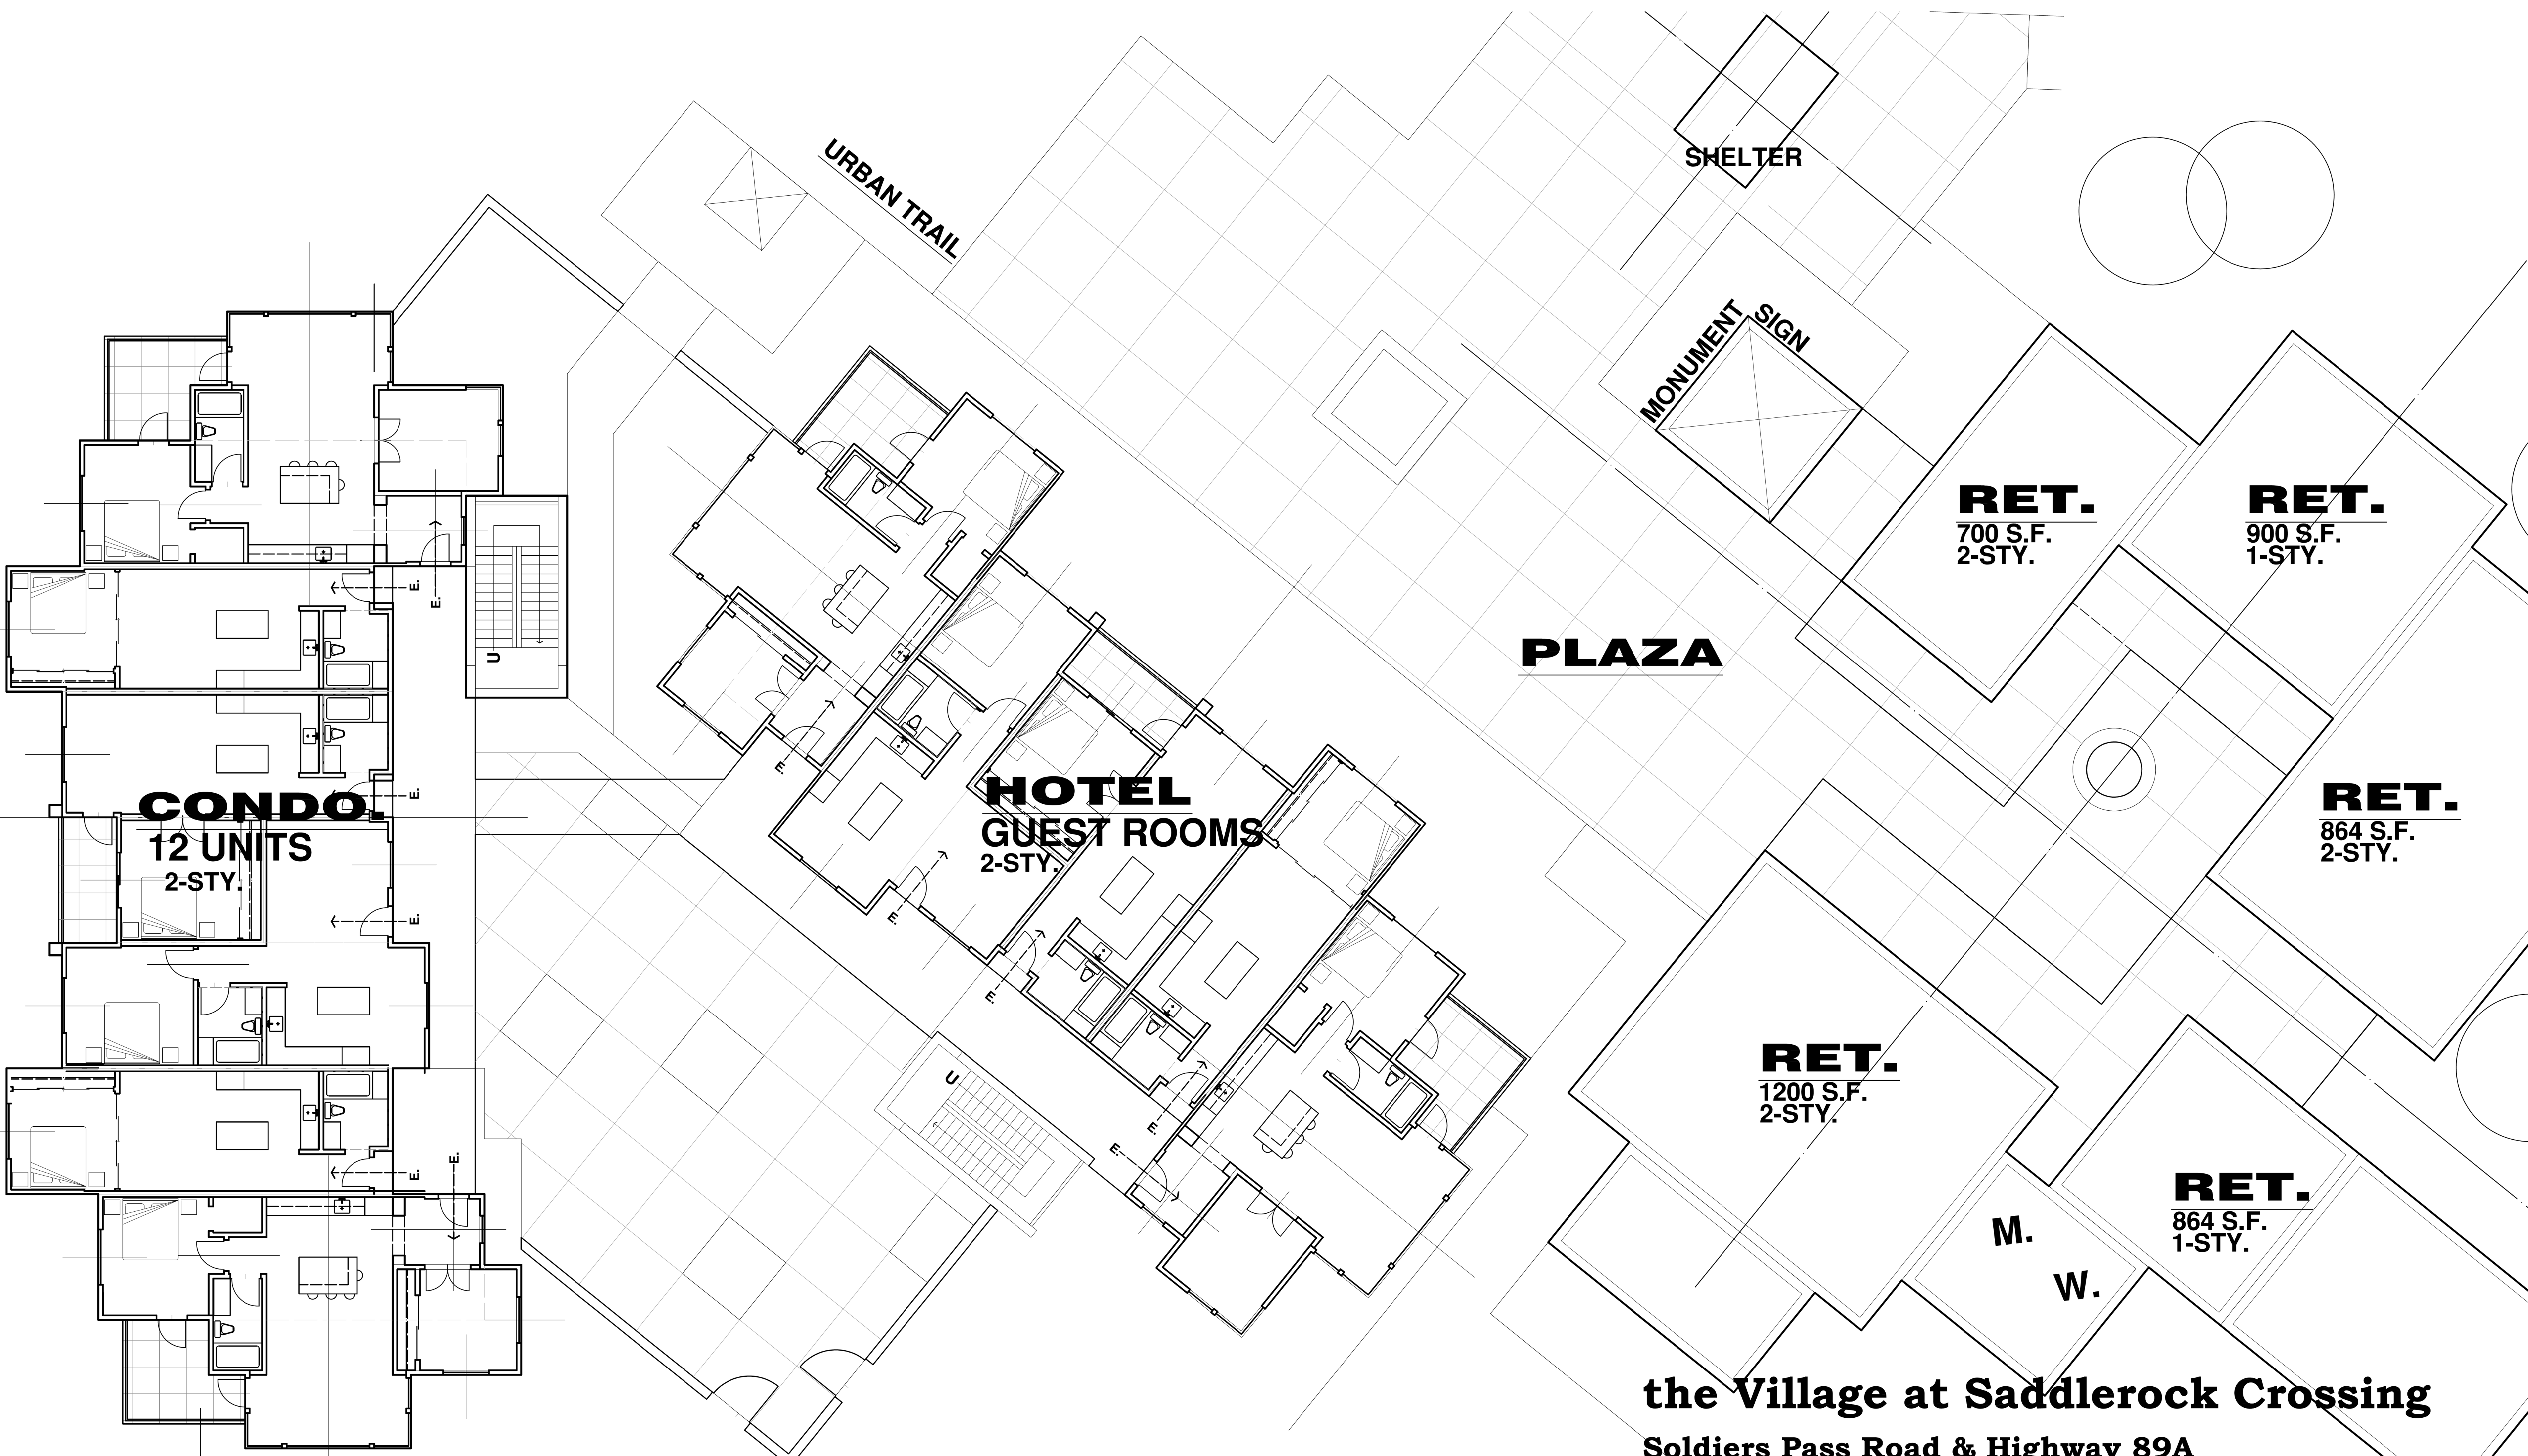 URBAN TRAIL
SHELTER
MONUMENT SIGN
RET.
700 S.F.
2-STY.
RET.
900 S.F.
1-STY.
PLAZA
RET.
864 S.F.
2-STY.
CONDO.
12 UNITS
2-STY.
HOTEL
GUEST ROOMS
2-STY.
RET.
1200 S.F.
2-STY.
RET.
864 S.F.
1-STY.
M.
W.
U
U
E.
E.
E.
E.
E.
E.
E.
E.
E.
E.
E.
E.
the Village at Saddlerock Crossing
Soldiers Pass Road & Highway 89A